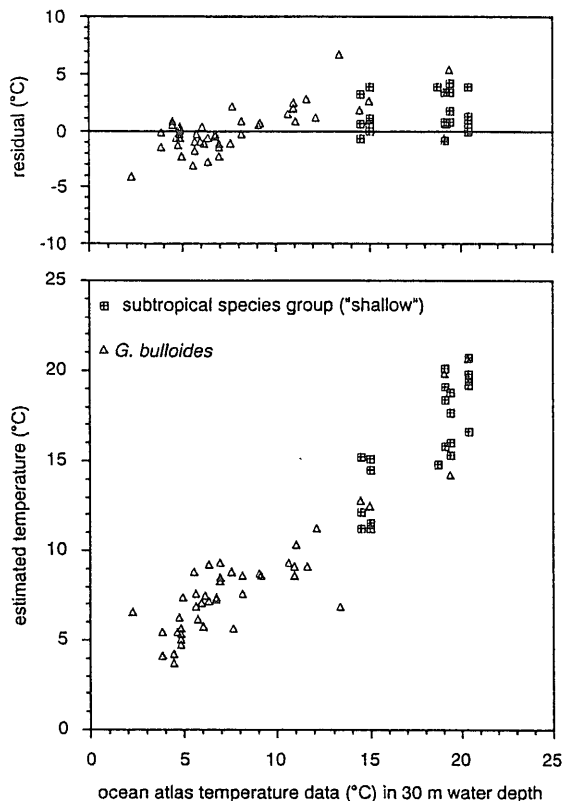 10
5
0
-5
-10
residual (°C)
25
20
15
10
5
0
estimated temperature (°C)
subtropical species group ("shallow")
G. bulloides
0 5 10 15 20 25
ocean atlas temperature data (°C) in 30 m water depth